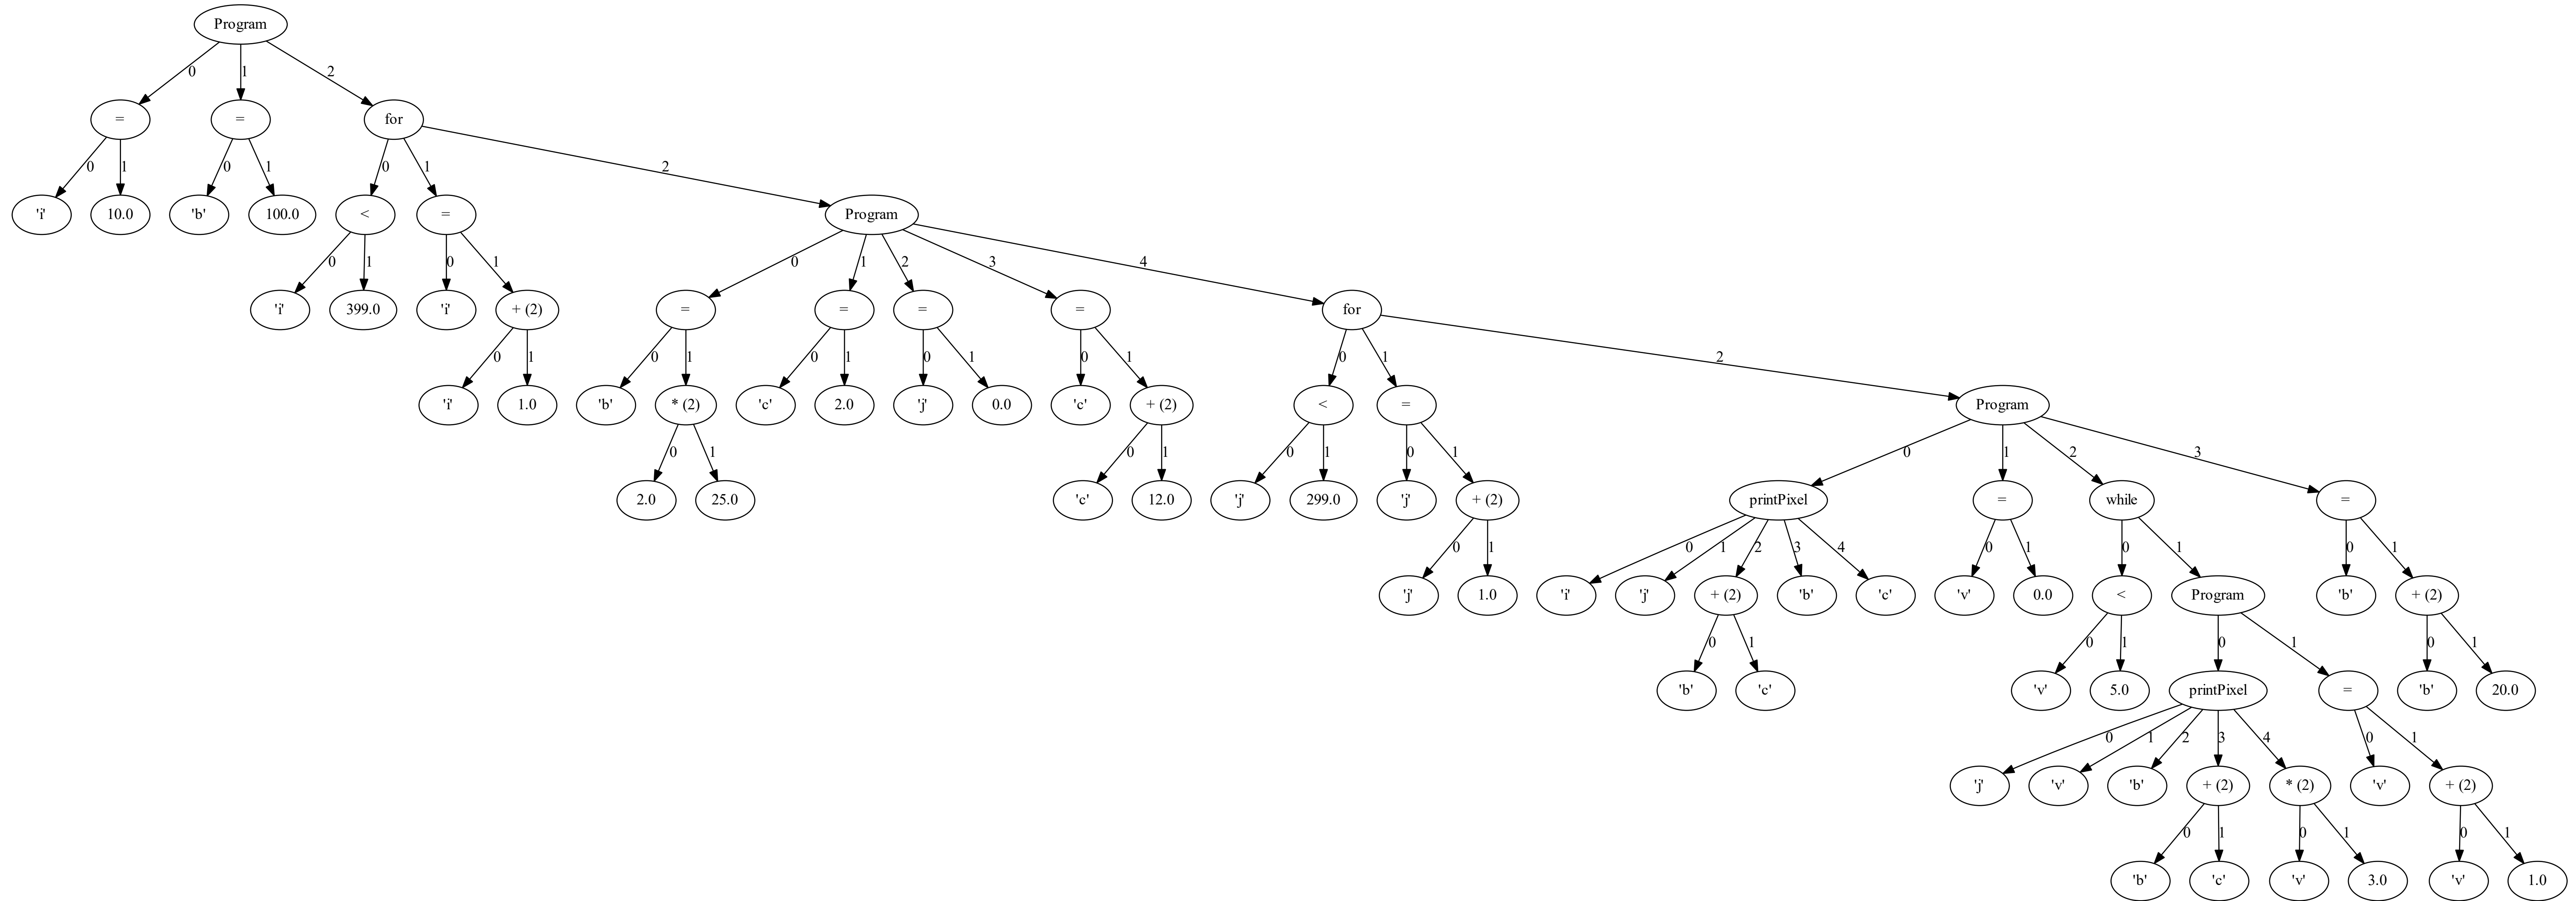 Program
0 1 2
= = for
0 1 0 1 0 1 2
'i' 10.0 'b' 100.0 < = Program
0 1 0 1 0 1 2 3 4
'i' 399.0 'i' + (2) = = = = for
0 1 0 1 0 1 0 1 0 1 0 1 2
'i' 1.0 'b' * (2) 'c' 2.0 'j' 0.0 'c' + (2) < = Program
0 1 0 1 0 1 0 1 0 1 2 3
2.0 25.0 'c' 12.0 'j' 299.0 'j' + (2) printPixel = while =
0 1 0 1 2 3 4 0 1 0 1 0 1
'j' 1.0 'i' 'j' + (2) 'b' 'c' 'v' 0.0 < Program 'b' + (2)
0 1 0 1 0 1 0 1
'b' 'c' 'v' 5.0 printPixel = 'b' 20.0
0 1 2 3 4 0 1
'j' 'v' 'b' + (2) * (2) 'v' + (2)
0 1 0 1 0 1
'b' 'c' 'v' 3.0 'v' 1.0